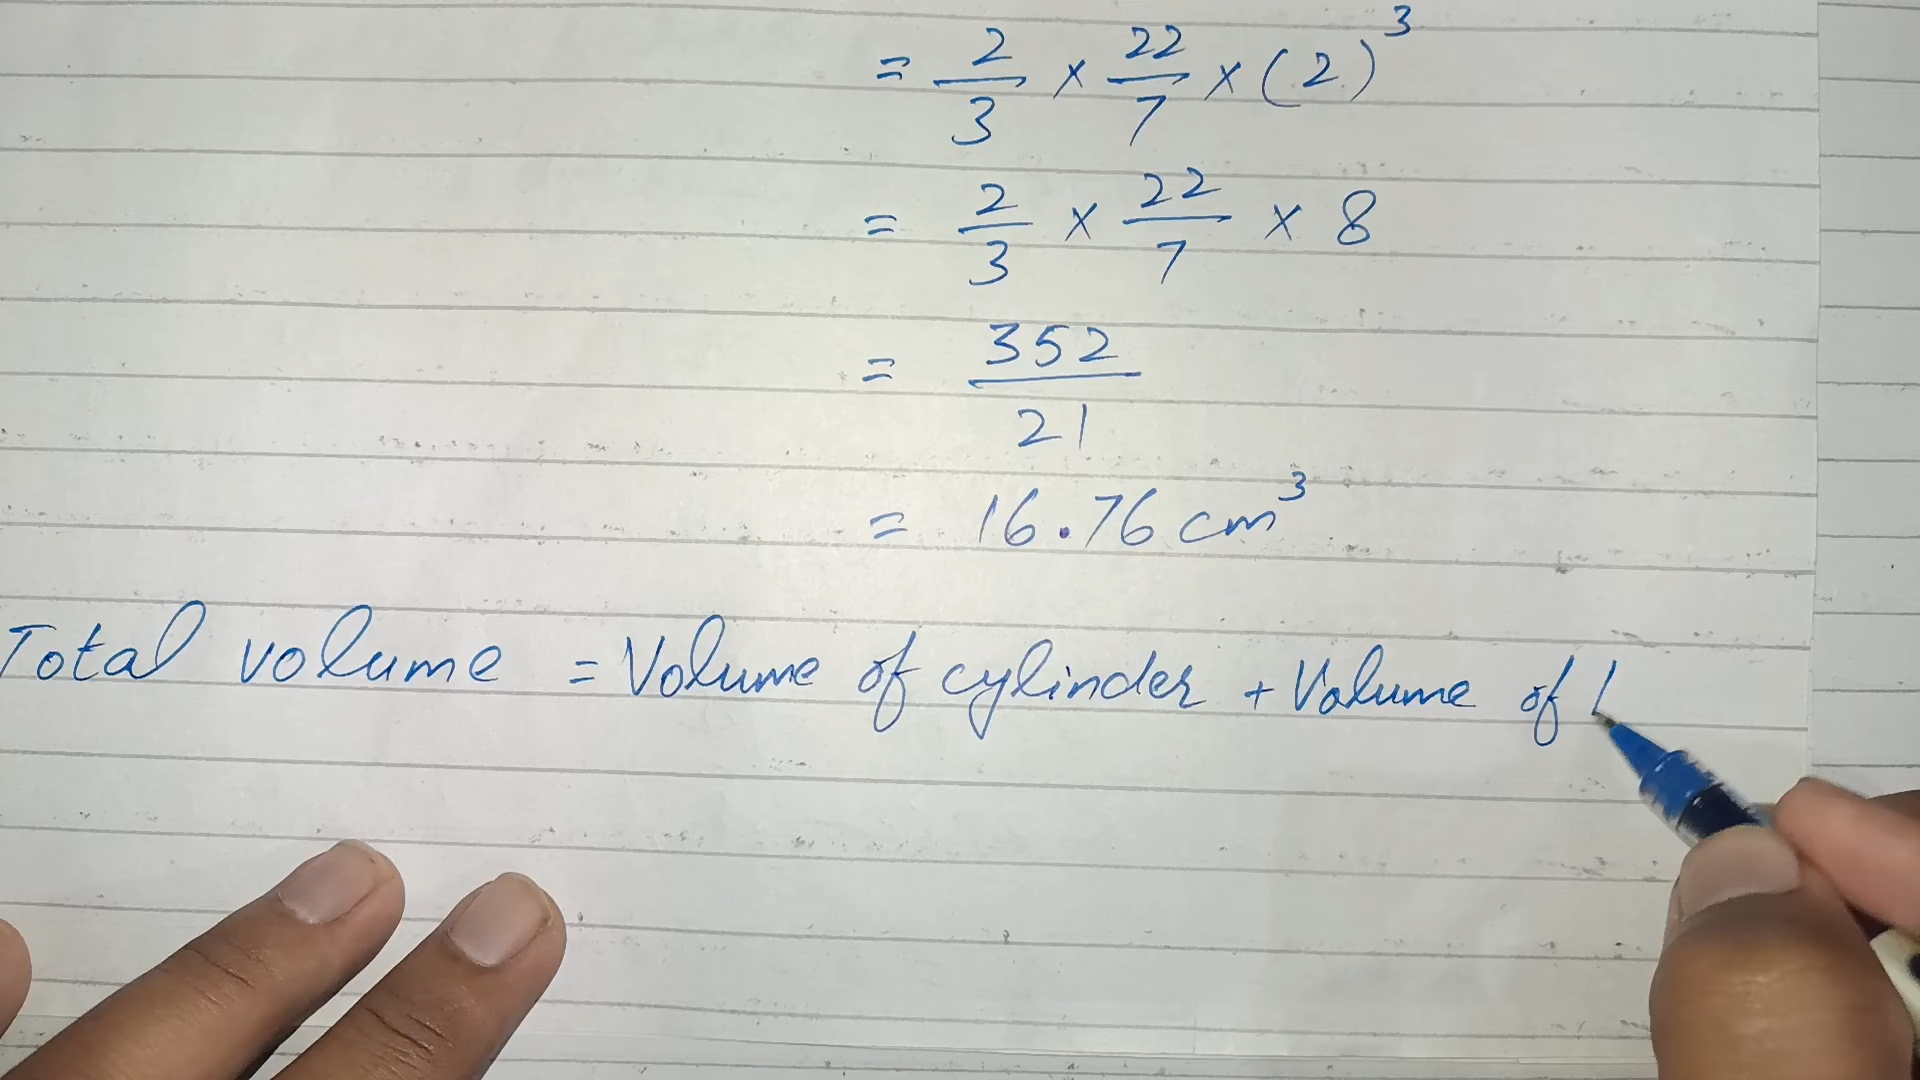 = 2/3 × 22/7 × (2)³
= 2/3 × 22/7 × 8
= 352/21
= 16.76 cm³
Total volume = Volume of cylinder + Volume of